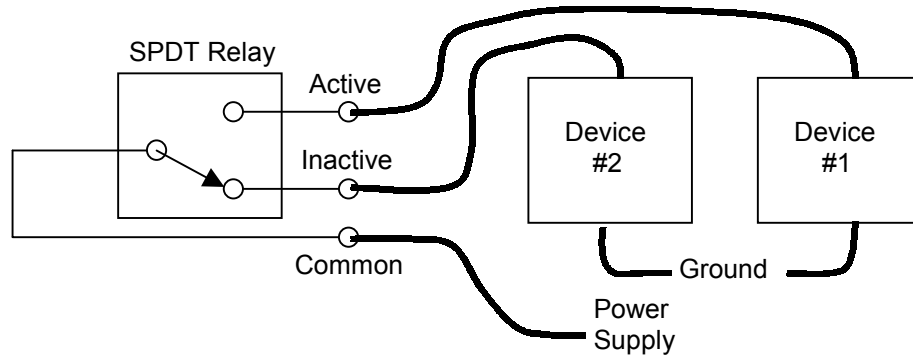 SPDT Relay
Active
Inactive
Common
Device
#2
Device
#1
Ground
Power
Supply